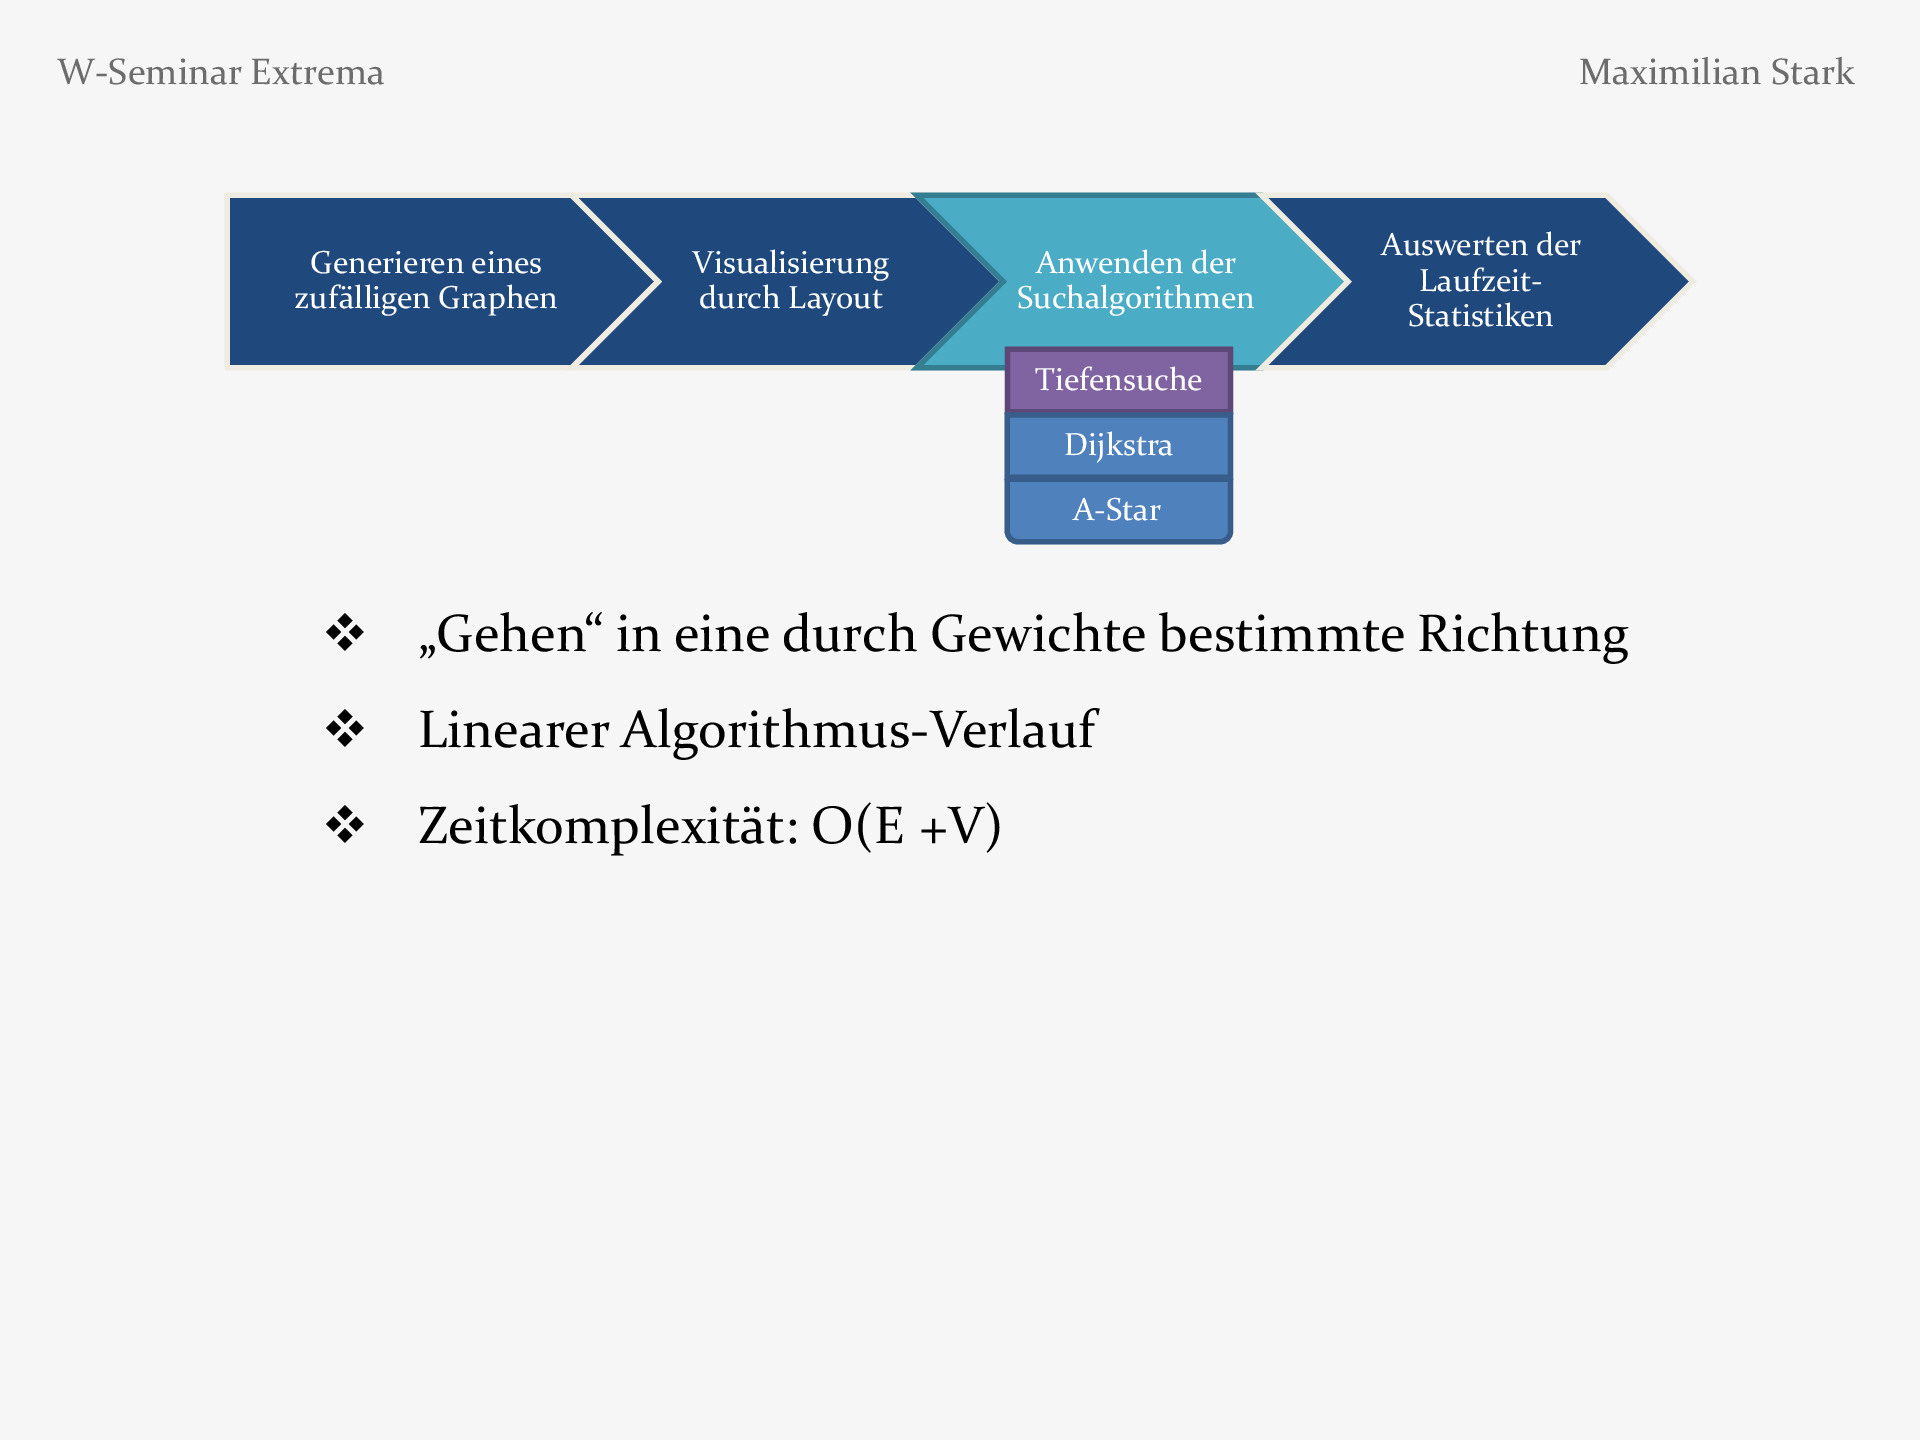 W-Seminar Extrema
Maximilian Stark
Generieren eines
zufälligen Graphen
Visualisierung
durch Layout
Anwenden der
Suchalgorithmen
Auswerten der
Laufzeit-
Statistiken
Tiefensuche
Dijkstra
A-Star
❖ „Gehen“ in eine durch Gewichte bestimmte Richtung
❖ Linearer Algorithmus-Verlauf
❖ Zeitkomplexität: O(E +V)